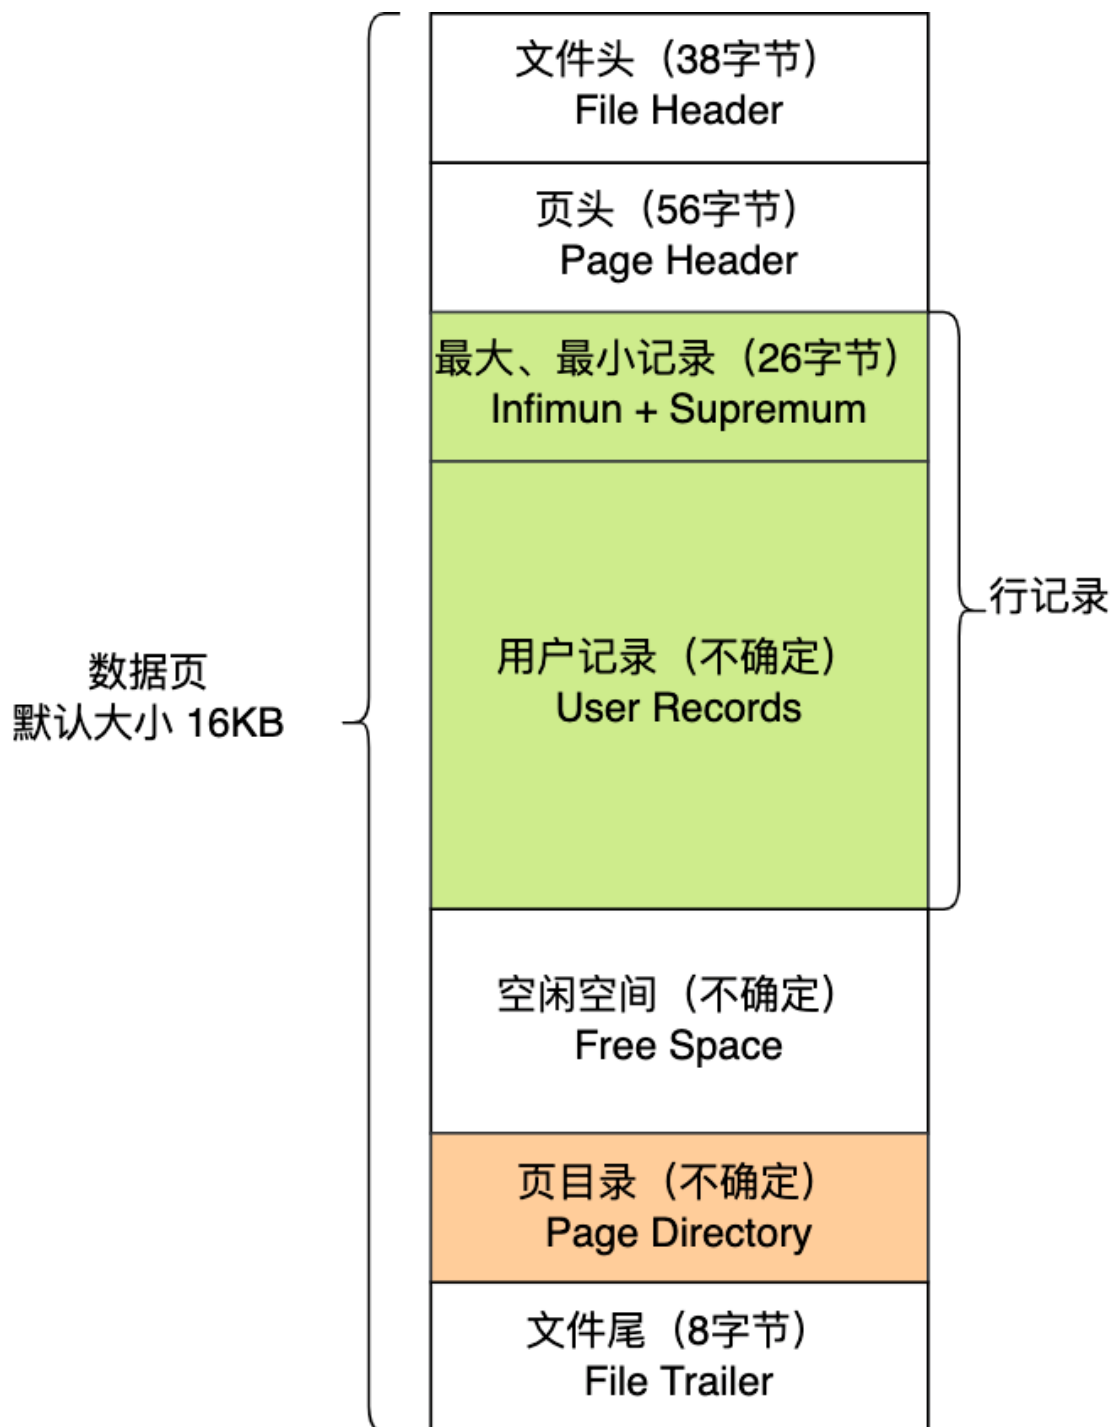 文件头（38字节）
File Header
页头（56字节）
Page Header
最大、最小记录（26字节）
Infimun + Supremum
用户记录（不确定）
User Records
行记录
数据页
默认大小 16KB
空闲空间（不确定）
Free Space
页目录（不确定）
Page Directory
文件尾（8字节）
File Trailer